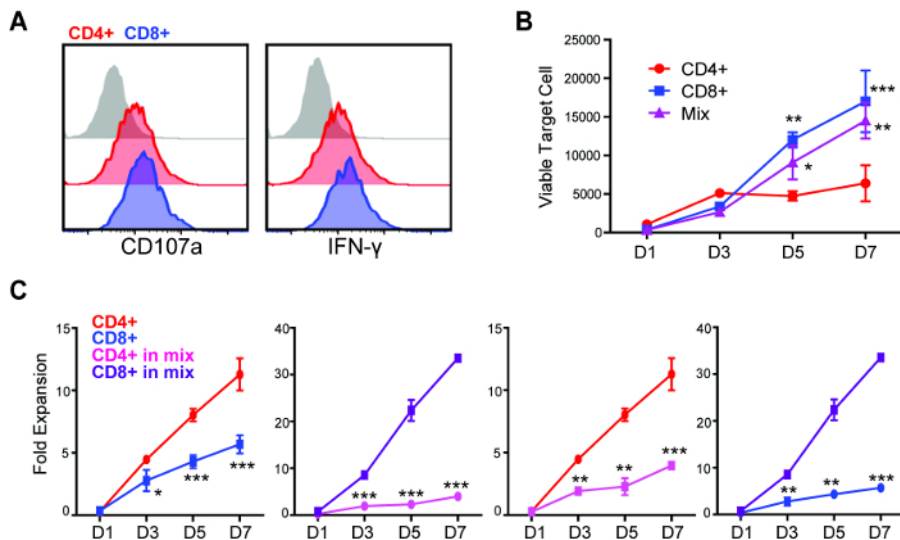 A
CD4+ CD8+
CD107a
IFN-γ
B
Viable Target Cell
25000
20000
15000
10000
5000
0
CD4+
CD8+
Mix
**
*
***
**
D1 D3 D5 D7
C
CD4+
CD8+
CD4+ in mix
CD8+ in mix
Fold Expansion
15
10
5
0
* *** ***
D1 D3 D5 D7
40
30
20
10
0
*** *** ***
D1 D3 D5 D7
15
10
5
0
** ** ***
D1 D3 D5 D7
40
30
20
10
0
** ** ***
D1 D3 D5 D7